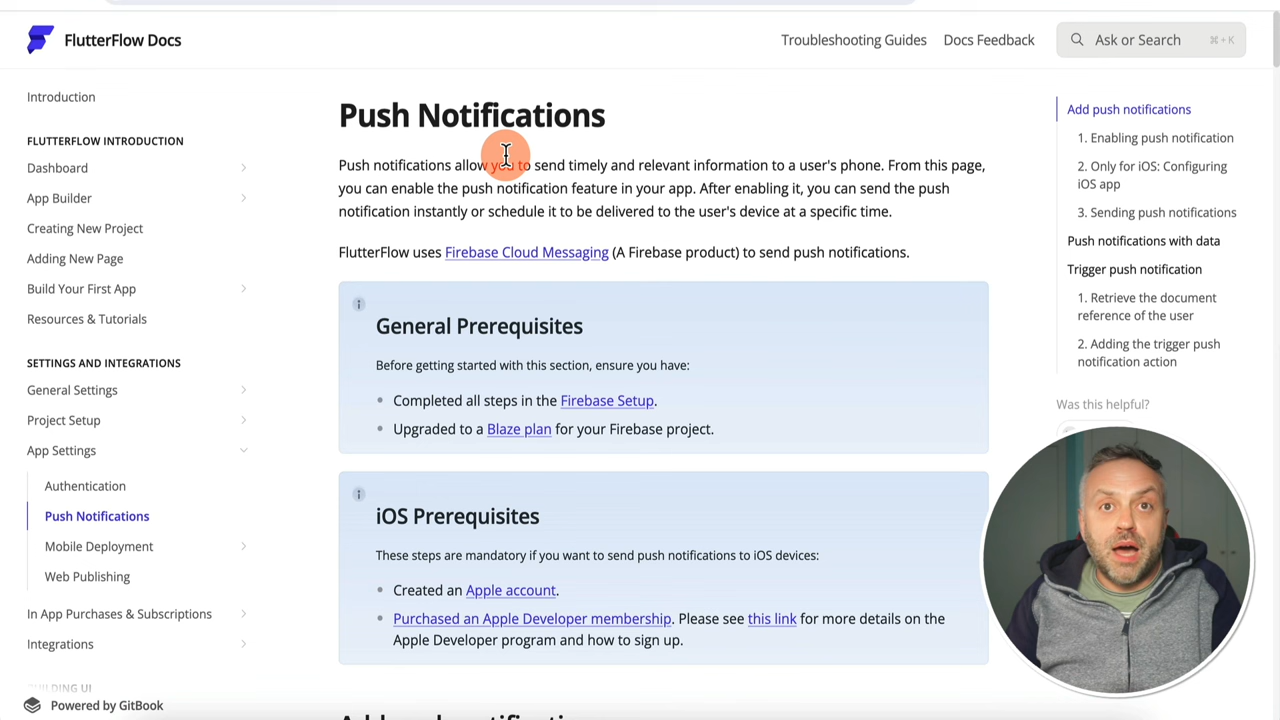 FlutterFlow Docs
Troubleshooting Guides
Docs Feedback
Ask or Search
⌘+K
Introduction
FLUTTERFLOW INTRODUCTION
Dashboard
App Builder
Creating New Project
Adding New Page
Build Your First App
Resources & Tutorials
SETTINGS AND INTEGRATIONS
General Settings
Project Setup
App Settings
Authentication
Push Notifications
Mobile Deployment
Web Publishing
In App Purchases & Subscriptions
Integrations
BUILDING UI
Powered by GitBook
Push Notifications
Push notifications allow you to send timely and relevant information to a user's phone. From this page,
you can enable the push notification feature in your app. After enabling it, you can send the push
notification instantly or schedule it to be delivered to the user's device at a specific time.
FlutterFlow uses Firebase Cloud Messaging (A Firebase product) to send push notifications.
General Prerequisites
Before getting started with this section, ensure you have:
• Completed all steps in the Firebase Setup.
• Upgraded to a Blaze plan for your Firebase project.
iOS Prerequisites
These steps are mandatory if you want to send push notifications to iOS devices:
• Created an Apple account.
• Purchased an Apple Developer membership. Please see this link for more details on the
Apple Developer program and how to sign up.
Add push notifications
1. Enabling push notification
2. Only for iOS: Configuring
iOS app
3. Sending push notifications
Push notifications with data
Trigger push notification
1. Retrieve the document
reference of the user
2. Adding the trigger push
notification action
Was this helpful?